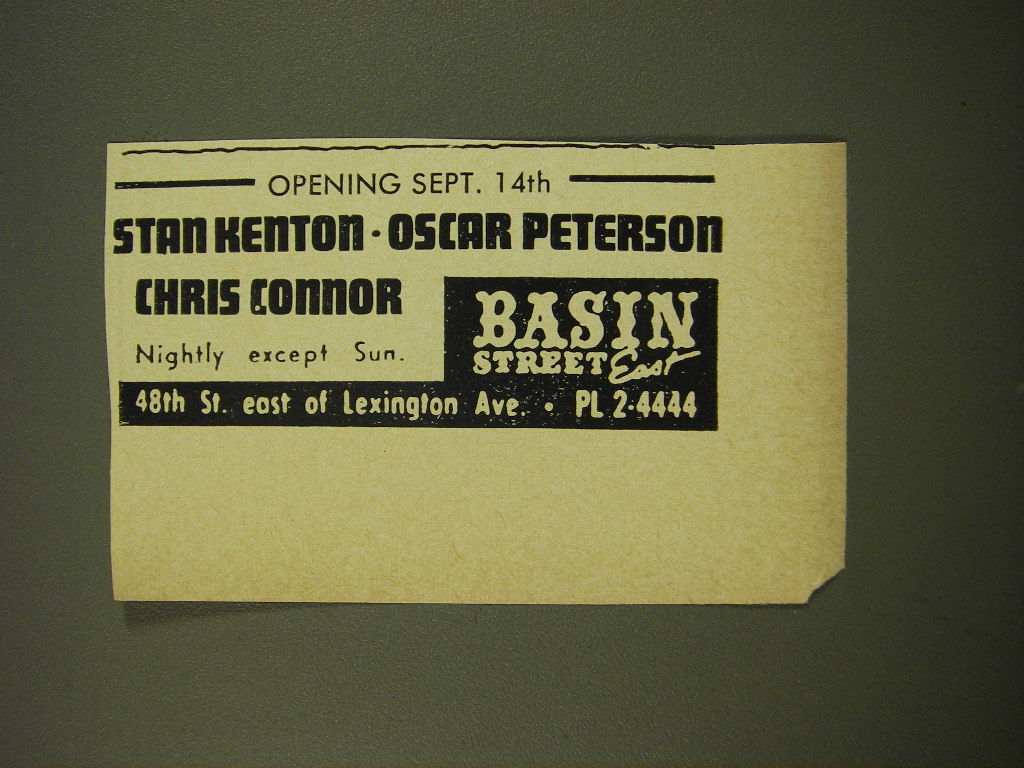 OPENING SEPT. 14th
STAN KENTON · OSCAR PETERSON
CHRIS CONNOR
Nightly except Sun.
BASIN
STREET East
48th St. east of Lexington Ave. · PL 2-4444